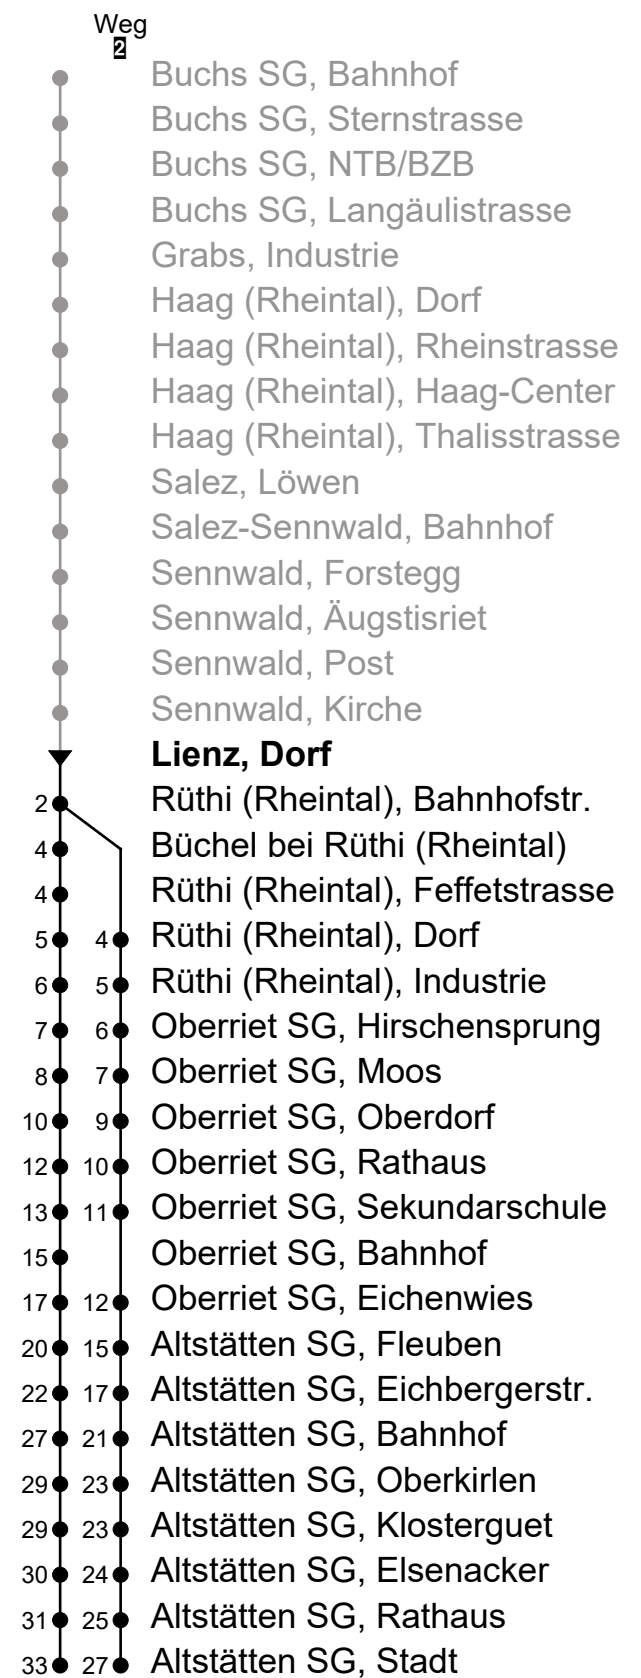 Weg
2
Buchs SG, Bahnhof
Buchs SG, Sternstrasse
Buchs SG, NTB/BZB
Buchs SG, Langäulistrasse
Grabs, Industrie
Haag (Rheintal), Dorf
Haag (Rheintal), Rheinstrasse
Haag (Rheintal), Haag-Center
Haag (Rheintal), Thalisstrasse
Salez, Löwen
Salez-Sennwald, Bahnhof
Sennwald, Forstegg
Sennwald, Äugstisriet
Sennwald, Post
Sennwald, Kirche
Lienz, Dorf
2 Rüthi (Rheintal), Bahnhofstr.
4 Büchel bei Rüthi (Rheintal)
4 Rüthi (Rheintal), Feffetstrasse
5 4 Rüthi (Rheintal), Dorf
6 5 Rüthi (Rheintal), Industrie
7 6 Oberriet SG, Hirschensprung
8 7 Oberriet SG, Moos
10 9 Oberriet SG, Oberdorf
12 10 Oberriet SG, Rathaus
13 11 Oberriet SG, Sekundarschule
15 Oberriet SG, Bahnhof
17 12 Oberriet SG, Eichenwies
20 15 Altstätten SG, Fleuben
22 17 Altstätten SG, Eichbergerstr.
27 21 Altstätten SG, Bahnhof
29 23 Altstätten SG, Oberkirlen
29 23 Altstätten SG, Klosterguet
30 24 Altstätten SG, Elsenacker
31 25 Altstätten SG, Rathaus
33 27 Altstätten SG, Stadt